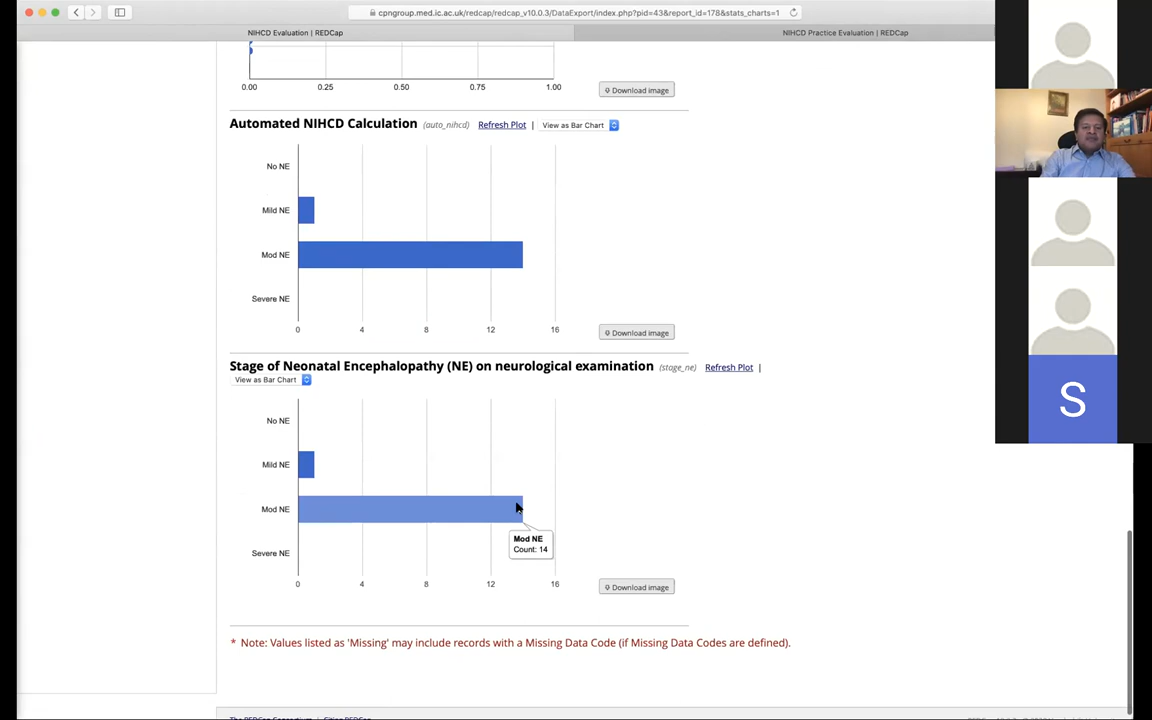 cpngroup.med.ic.ac.uk/redcap/redcap_v10.0.3/DataExport/index.php?pid=43&report_id=178&stats_charts=1
NIHCD Evaluation | REDCap
NIHCD Practice Evaluation | REDCap
0.00 0.25 0.50 0.75 1.00
Download image
Automated NIHCD Calculation (auto_nihcd) Refresh Plot | View as Bar Chart
No NE
Mild NE
Mod NE
Severe NE
0 4 8 12 16
Download image
Stage of Neonatal Encephalopathy (NE) on neurological examination (stage_ne) Refresh Plot |
View as Bar Chart
No NE
Mild NE
Mod NE
Mod NE
Count: 14
Severe NE
0 4 8 12 16
Download image
* Note: Values listed as 'Missing' may include records with a Missing Data Code (if Missing Data Codes are defined).
The REDCap Consortium | Citing REDCap
S